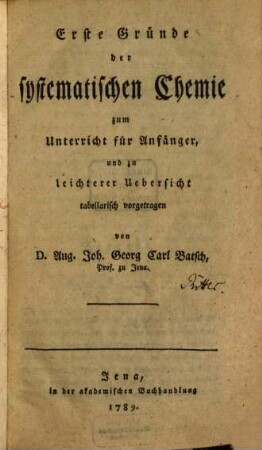 Erste Gründe
der
systematischen Chemie
zum
Unterricht für Anfänger,
und zu
leichterer Uebersicht
tabellarisch vorgetragen
von
D. Aug. Joh. Georg Carl Batsch,
Prof. zu Jena.
Ritter.
Jena,
in der akademischen Buchhandlung
1789.